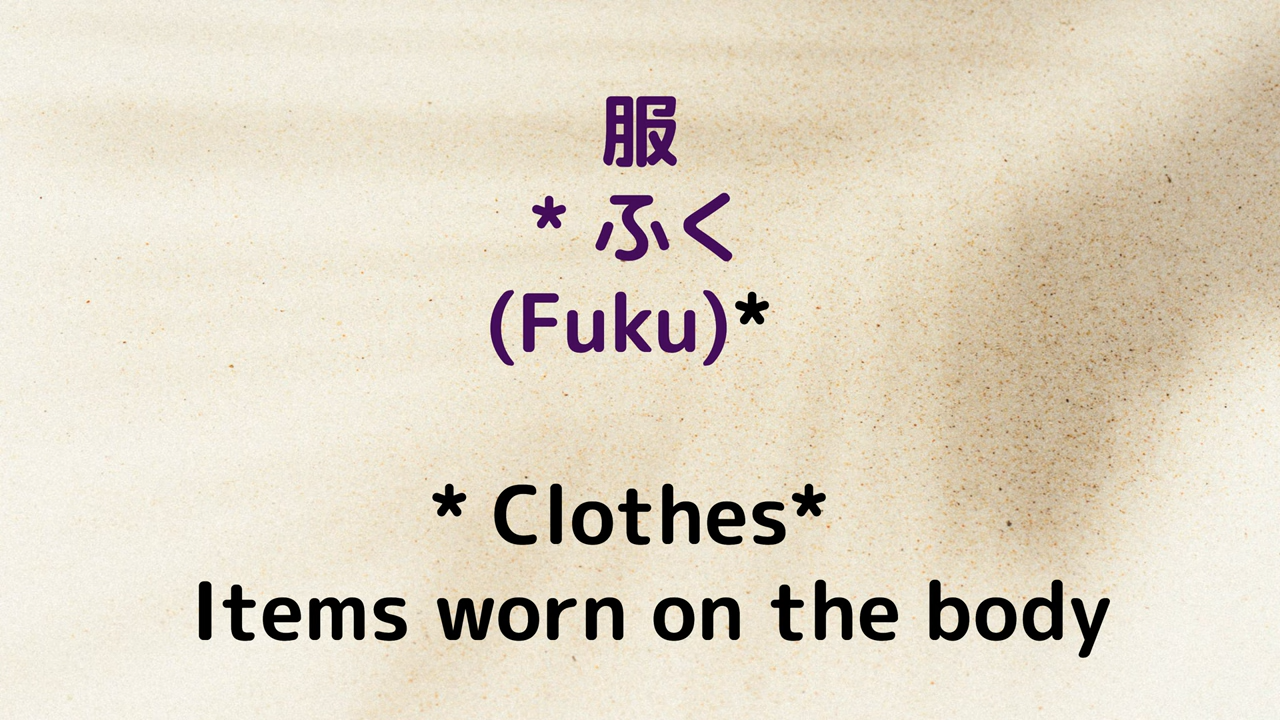 服
* ふく
(Fuku)*
* Clothes*
Items worn on the body